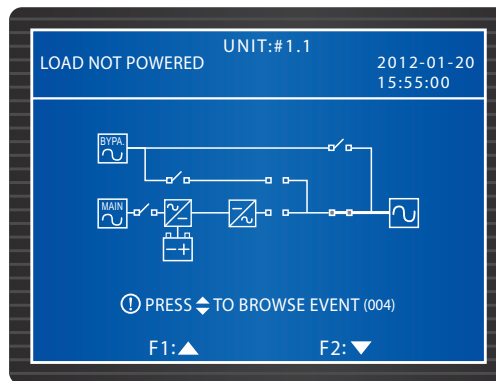 UNIT:#1.1
LOAD NOT POWERED
2012-01-20
15:55:00
BYPA.
MAIN
PRESS TO BROWSE EVENT (004)
F1: F2: